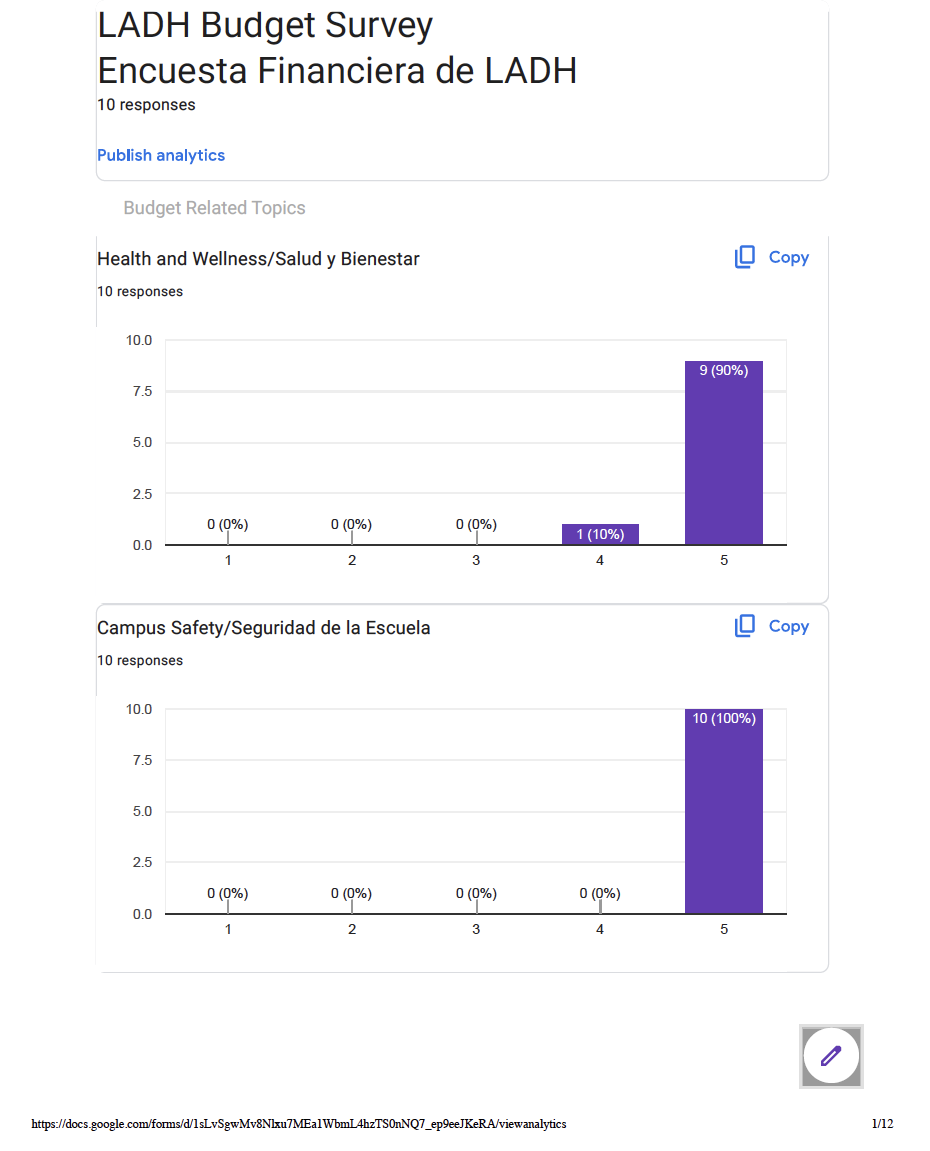 LADH Budget Survey
Encuesta Financiera de LADH
10 responses
Publish analytics
Budget Related Topics
Health and Wellness/Salud y Bienestar
Copy
10 responses
10.0
7.5
5.0
2.5
0.0
0 (0%)
0 (0%)
0 (0%)
1 (10%)
9 (90%)
1
2
3
4
5
Campus Safety/Seguridad de la Escuela
Copy
10 responses
10.0
7.5
5.0
2.5
0.0
0 (0%)
0 (0%)
0 (0%)
0 (0%)
10 (100%)
1
2
3
4
5
https://docs.google.com/forms/d/1sLvSgwMv8Nlxu7MEa1WbmL4hzTS0nNQ7_ep9eeJKeRA/viewanalytics
1/12